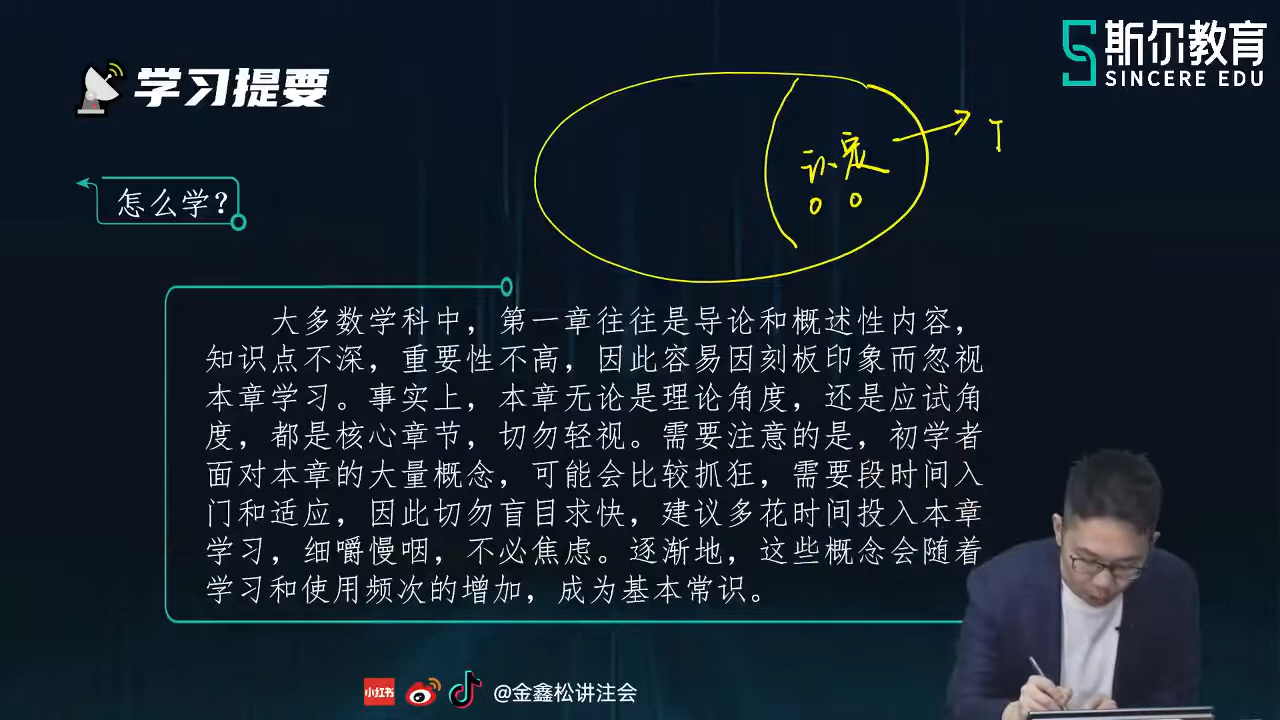 斯尔教育
SINCERE EDU
学习提要
认定
怎么学?
大多数学科中，第一章往往是导论和概述性内容，
知识点不深，重要性不高，因此容易因刻板印象而忽视
本章学习。事实上，本章无论是理论角度，还是应试角
度，都是核心章节，切勿轻视。需要注意的是，初学者
面对本章的大量概念，可能会比较抓狂，需要段时间入
门和适应，因此切勿盲目求快，建议多花时间投入本章
学习，细嚼慢咽，不必焦虑。逐渐地，这些概念会随着
学习和使用频次的增加，成为基本常识。
小红书
@金鑫松讲注会